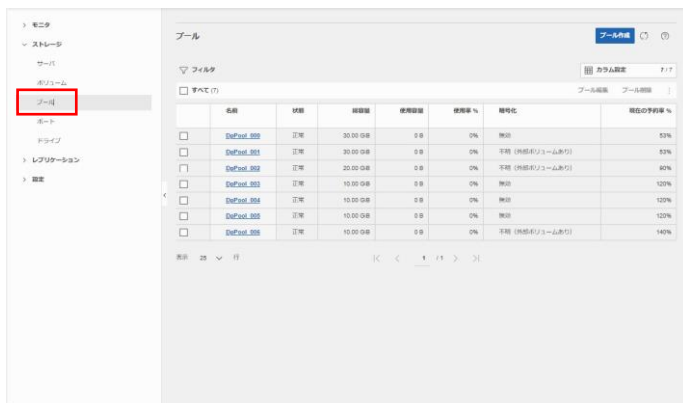 モニタ
ストレージ
サーバ
ボリューム
プール
ポート
ドライブ
レプリケーション
設定
プール
プール作成
フィルタ
カラム設定 7 / 7
すべて (7)
プール編集 プール削除
名前 状態 総容量 使用容量 使用率 % 暗号化 現在の予約率 %
DpPool_000 正常 30.00 GiB 0 B 0% 無効 53%
DpPool_001 正常 30.00 GiB 0 B 0% 不明 (外部ボリュームあり) 53%
DpPool_002 正常 20.00 GiB 0 B 0% 不明 (外部ボリュームあり) 90%
DpPool_003 正常 10.00 GiB 0 B 0% 無効 120%
DpPool_004 正常 10.00 GiB 0 B 0% 無効 120%
DpPool_005 正常 10.00 GiB 0 B 0% 無効 120%
DpPool_006 正常 10.00 GiB 0 B 0% 不明 (外部ボリュームあり) 140%
表示 25 行
1 / 1